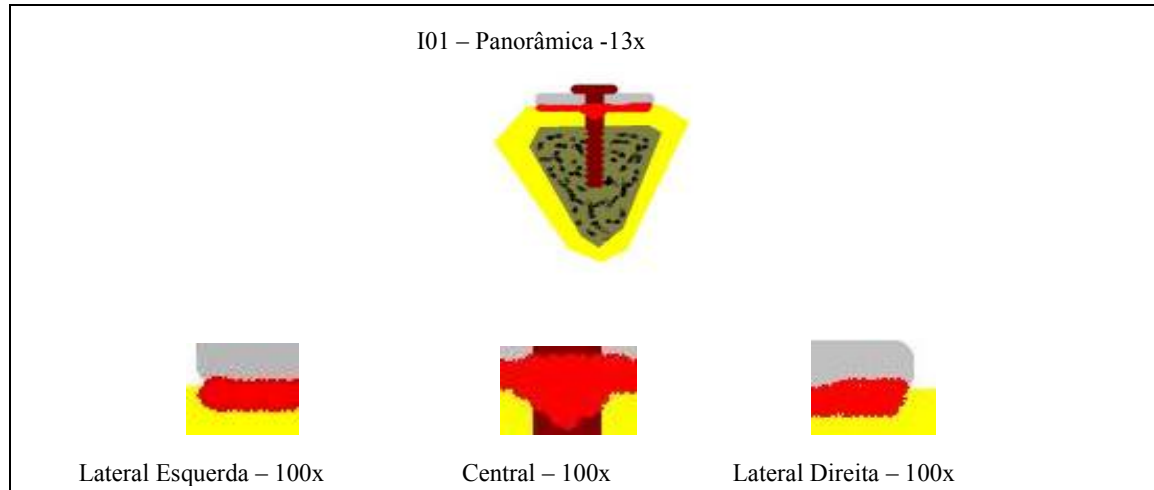 I01 – Panorâmica -13x
Lateral Esquerda – 100x Central – 100x Lateral Direita – 100x